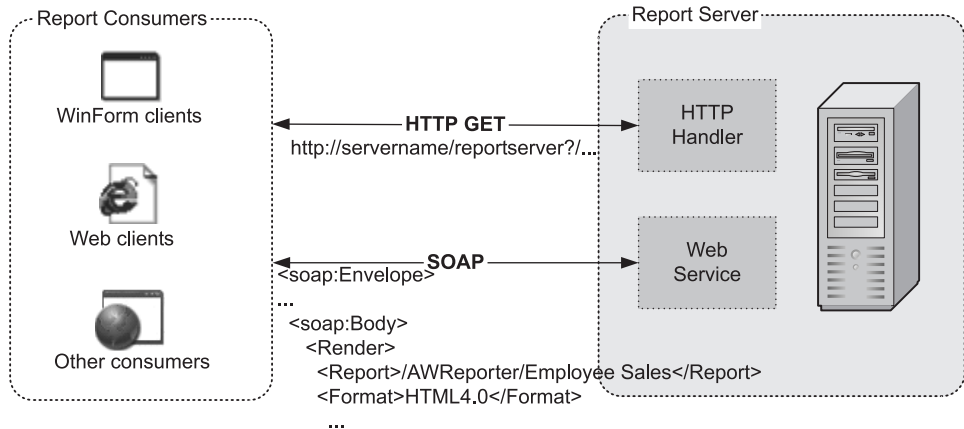 Report Consumers
WinForm clients
Web clients
Other consumers
HTTP GET
http://servername/reportserver?/...
SOAP
<soap:Envelope>
...
<soap:Body>
<Render>
<Report>/AWReporter/Employee Sales</Report>
<Format>HTML4.0</Format>
...
Report Server
HTTP
Handler
Web
Service